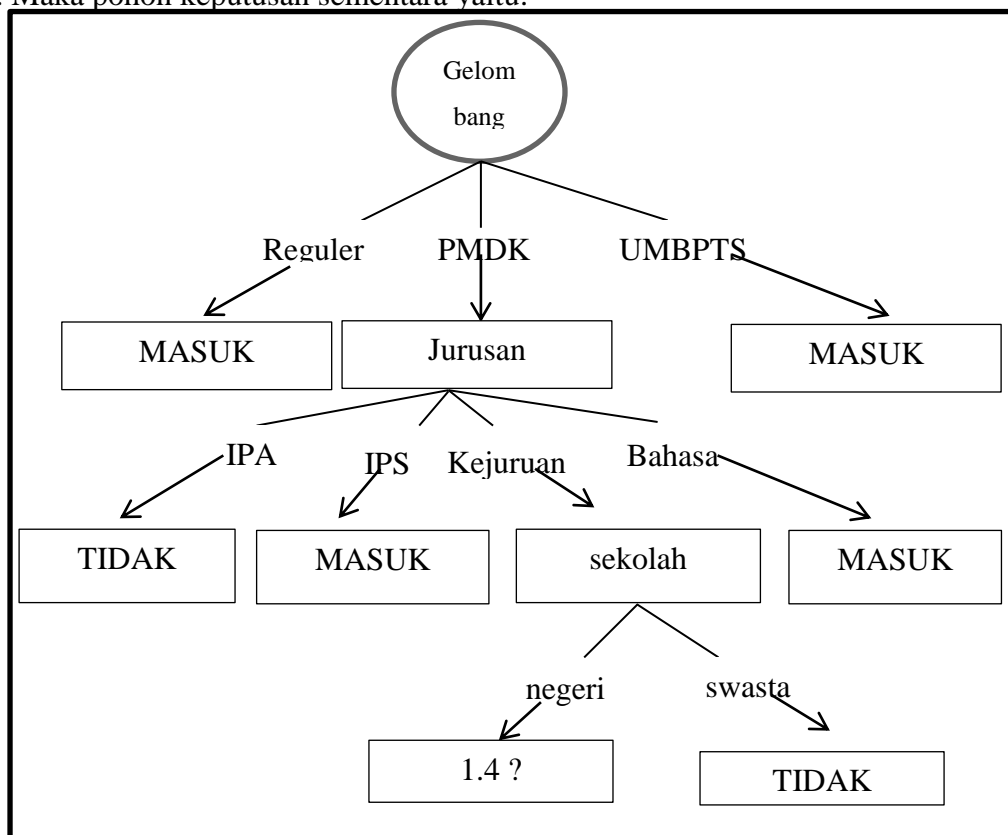 . Maka pohon keputusan sementara yaitu:
Gelom
bang
Reguler PMDK UMBPTS
MASUK Jurusan MASUK
IPA IPS Kejuruan Bahasa
TIDAK MASUK sekolah MASUK
negeri swasta
1.4 ? TIDAK